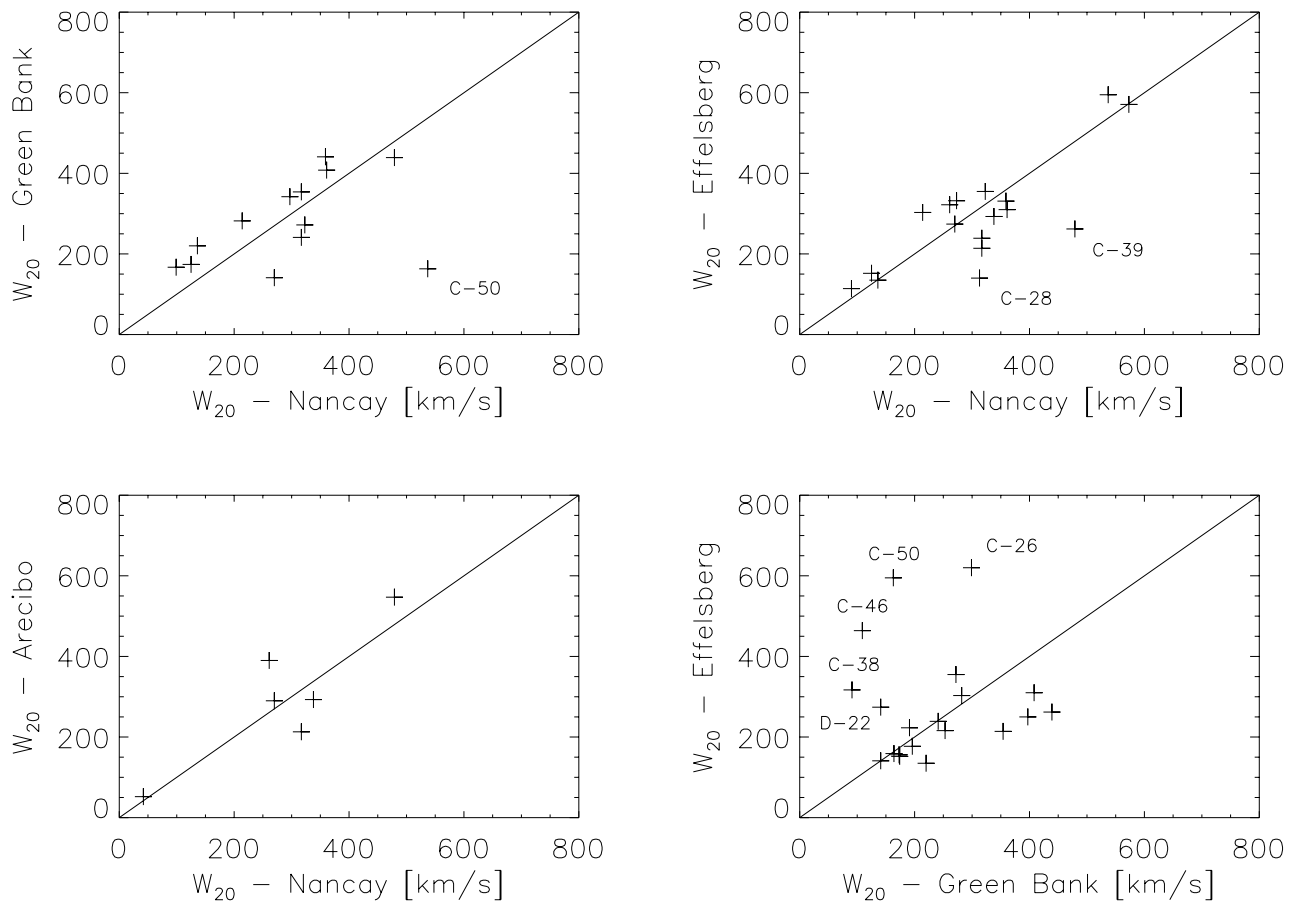 800
600
400
200
0
W20 − Green Bank
C−50
0 200 400 600 800
W20 − Nancay [km/s]
800
600
400
200
0
W20 − Effelsberg
C−39
C−28
0 200 400 600 800
W20 − Nancay [km/s]
800
600
400
200
0
W20 − Arecibo
0 200 400 600 800
W20 − Nancay [km/s]
800
600
400
200
0
W20 − Effelsberg
C−26
C−50
C−46
C−38
D−22
0 200 400 600 800
W20 − Green Bank [km/s]